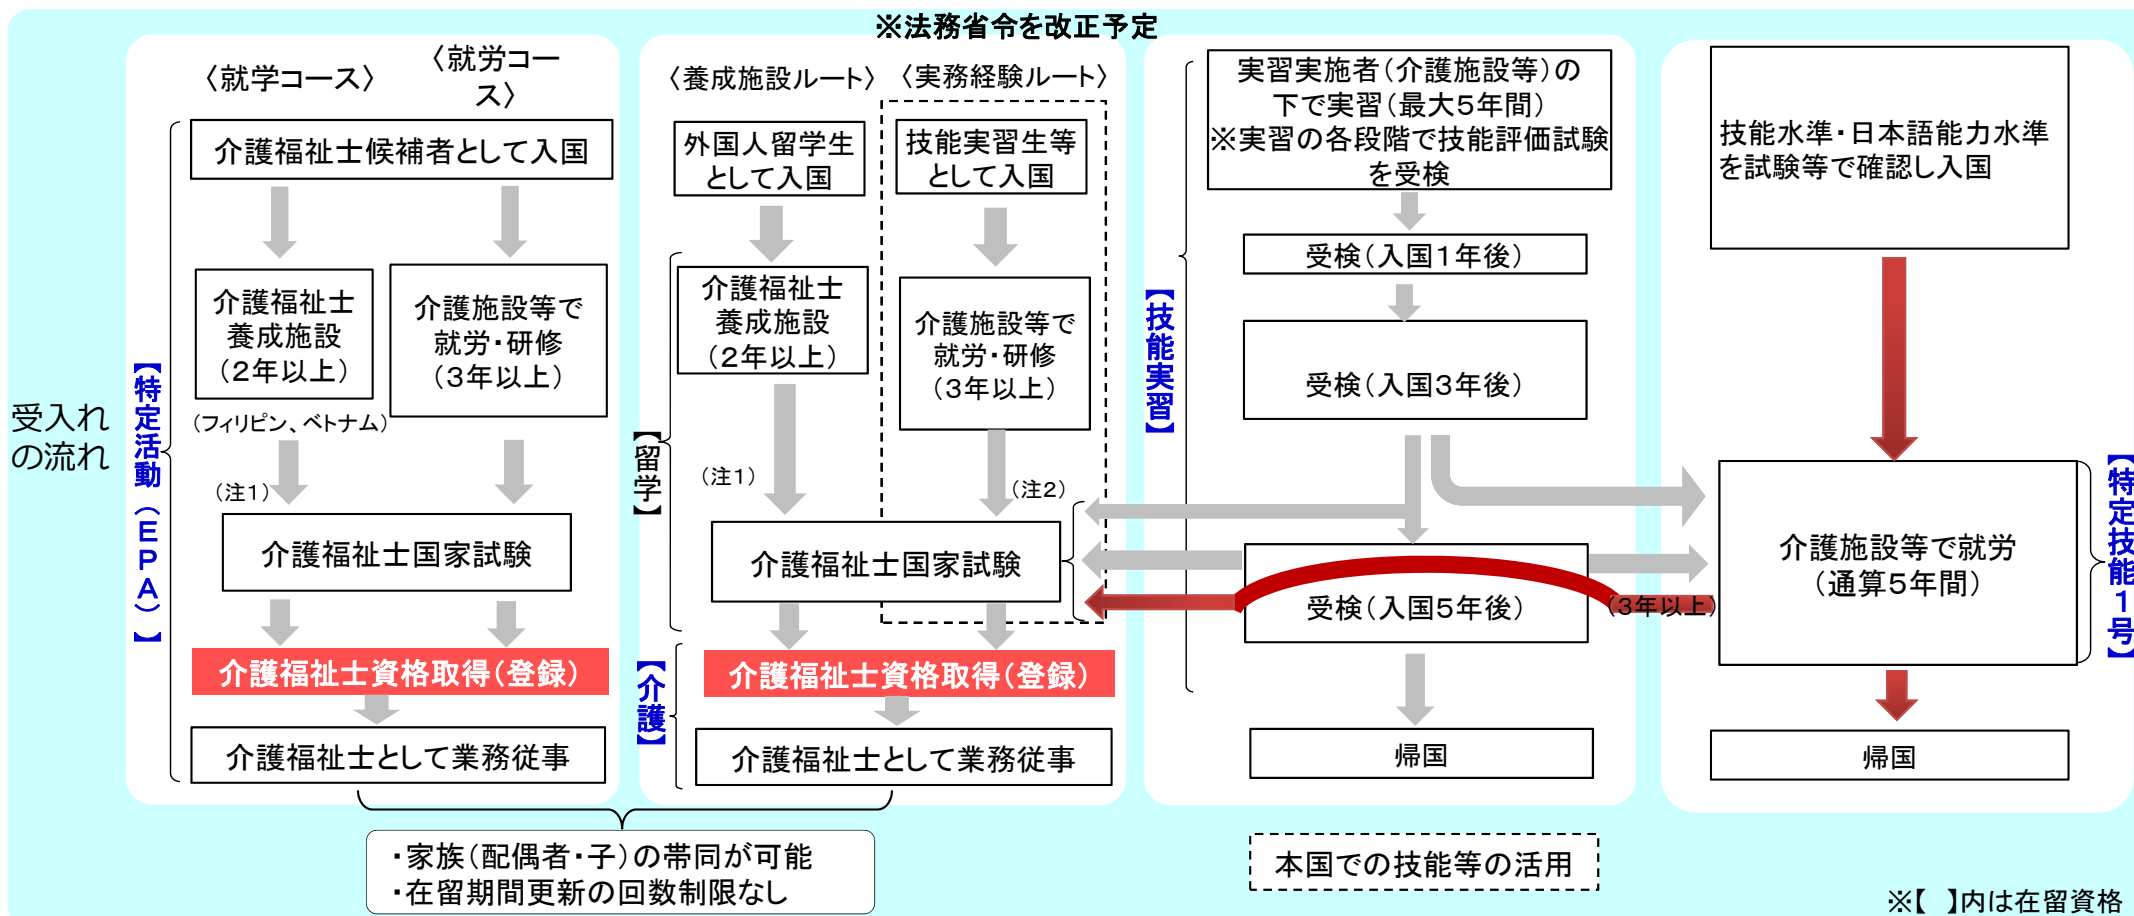 ※法務省令を改正予定
受入れ
の流れ
【特定活動(EPA)】
〈就学コース〉
〈就労コー
ス〉
介護福祉士候補者として入国
介護福祉士
養成施設
(2年以上)
(フィリピン、ベトナム)
介護施設等で
就労・研修
(3年以上)
(注1)
介護福祉士国家試験
介護福祉士資格取得(登録)
介護福祉士として業務従事
〈養成施設ルート〉
〈実務経験ルート〉
外国人留学生
として入国
技能実習生等
として入国
【留学】
介護福祉士
養成施設
(2年以上)
介護施設等で
就労・研修
(3年以上)
(注1)
(注2)
介護福祉士国家試験
【介護】
介護福祉士資格取得(登録)
介護福祉士として業務従事
・家族(配偶者・子)の帯同が可能
・在留期間更新の回数制限なし
【技能実習】
実習実施者(介護施設等)の
下で実習(最大5年間)
※実習の各段階で技能評価試験
を受検
受検(入国1年後)
受検(入国3年後)
受検(入国5年後)
(3年以上)
帰国
本国での技能等の活用
技能水準・日本語能力水準
を試験等で確認し入国
介護施設等で就労
(通算5年間)
【特定技能1号】
帰国
※【 】内は在留資格